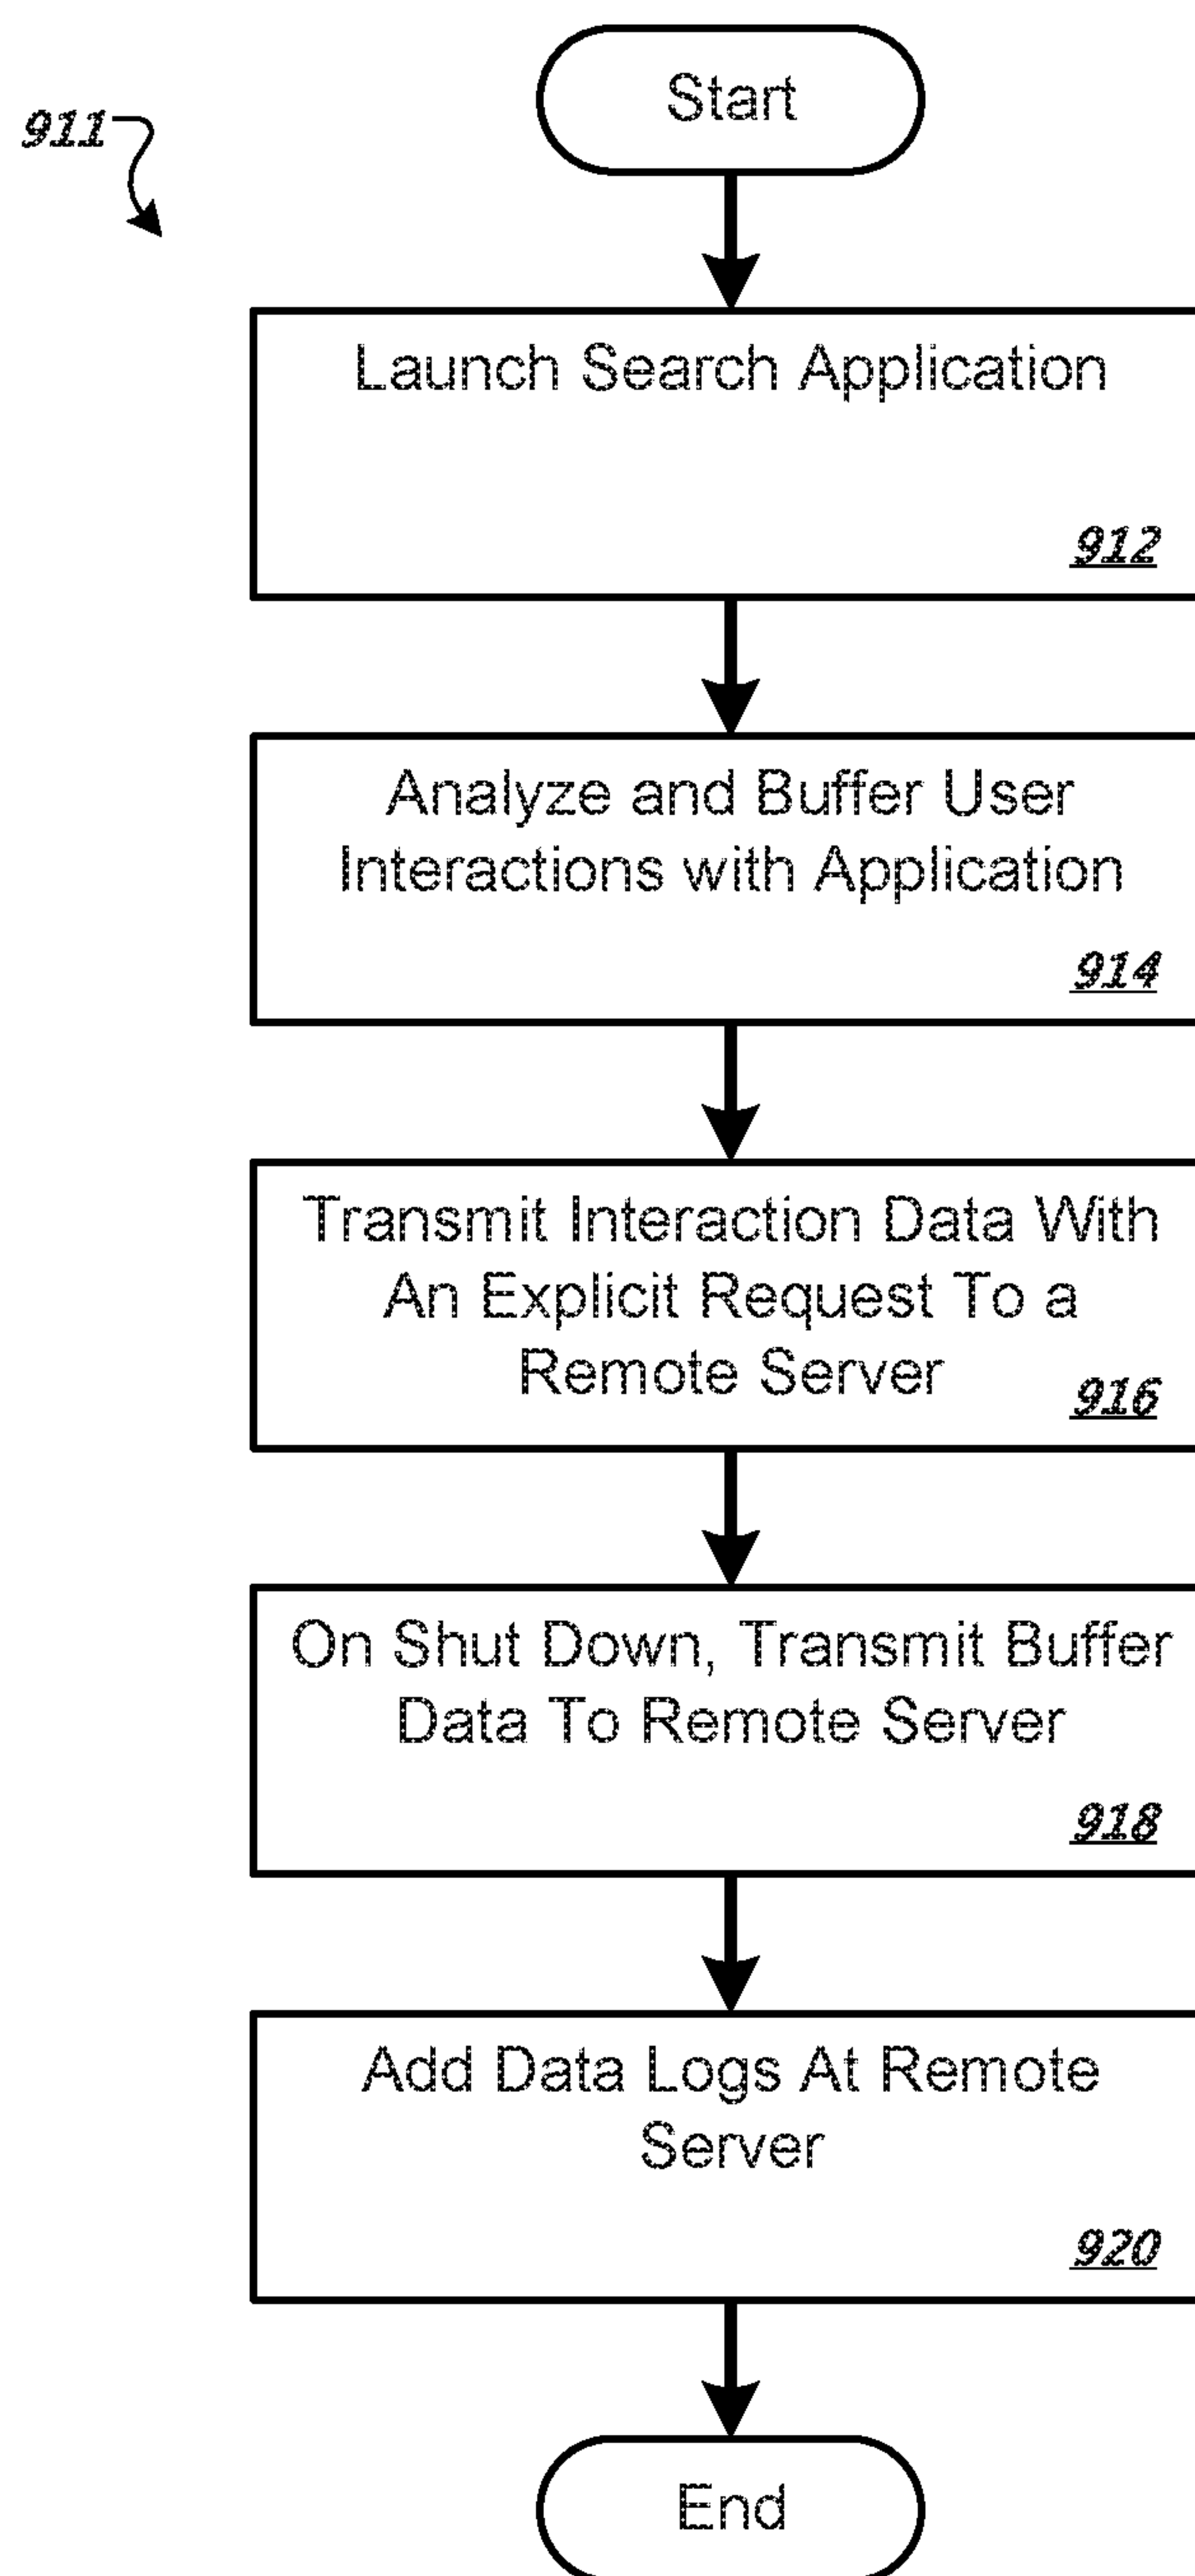 Start
911
Launch Search Application
912
Analyze and Buffer User
Interactions with Application
914
Transmit Interaction Data With
An Explicit Request To a
Remote Server
916
On Shut Down, Transmit Buffer
Data To Remote Server
918
Add Data Logs At Remote
Server
920
End